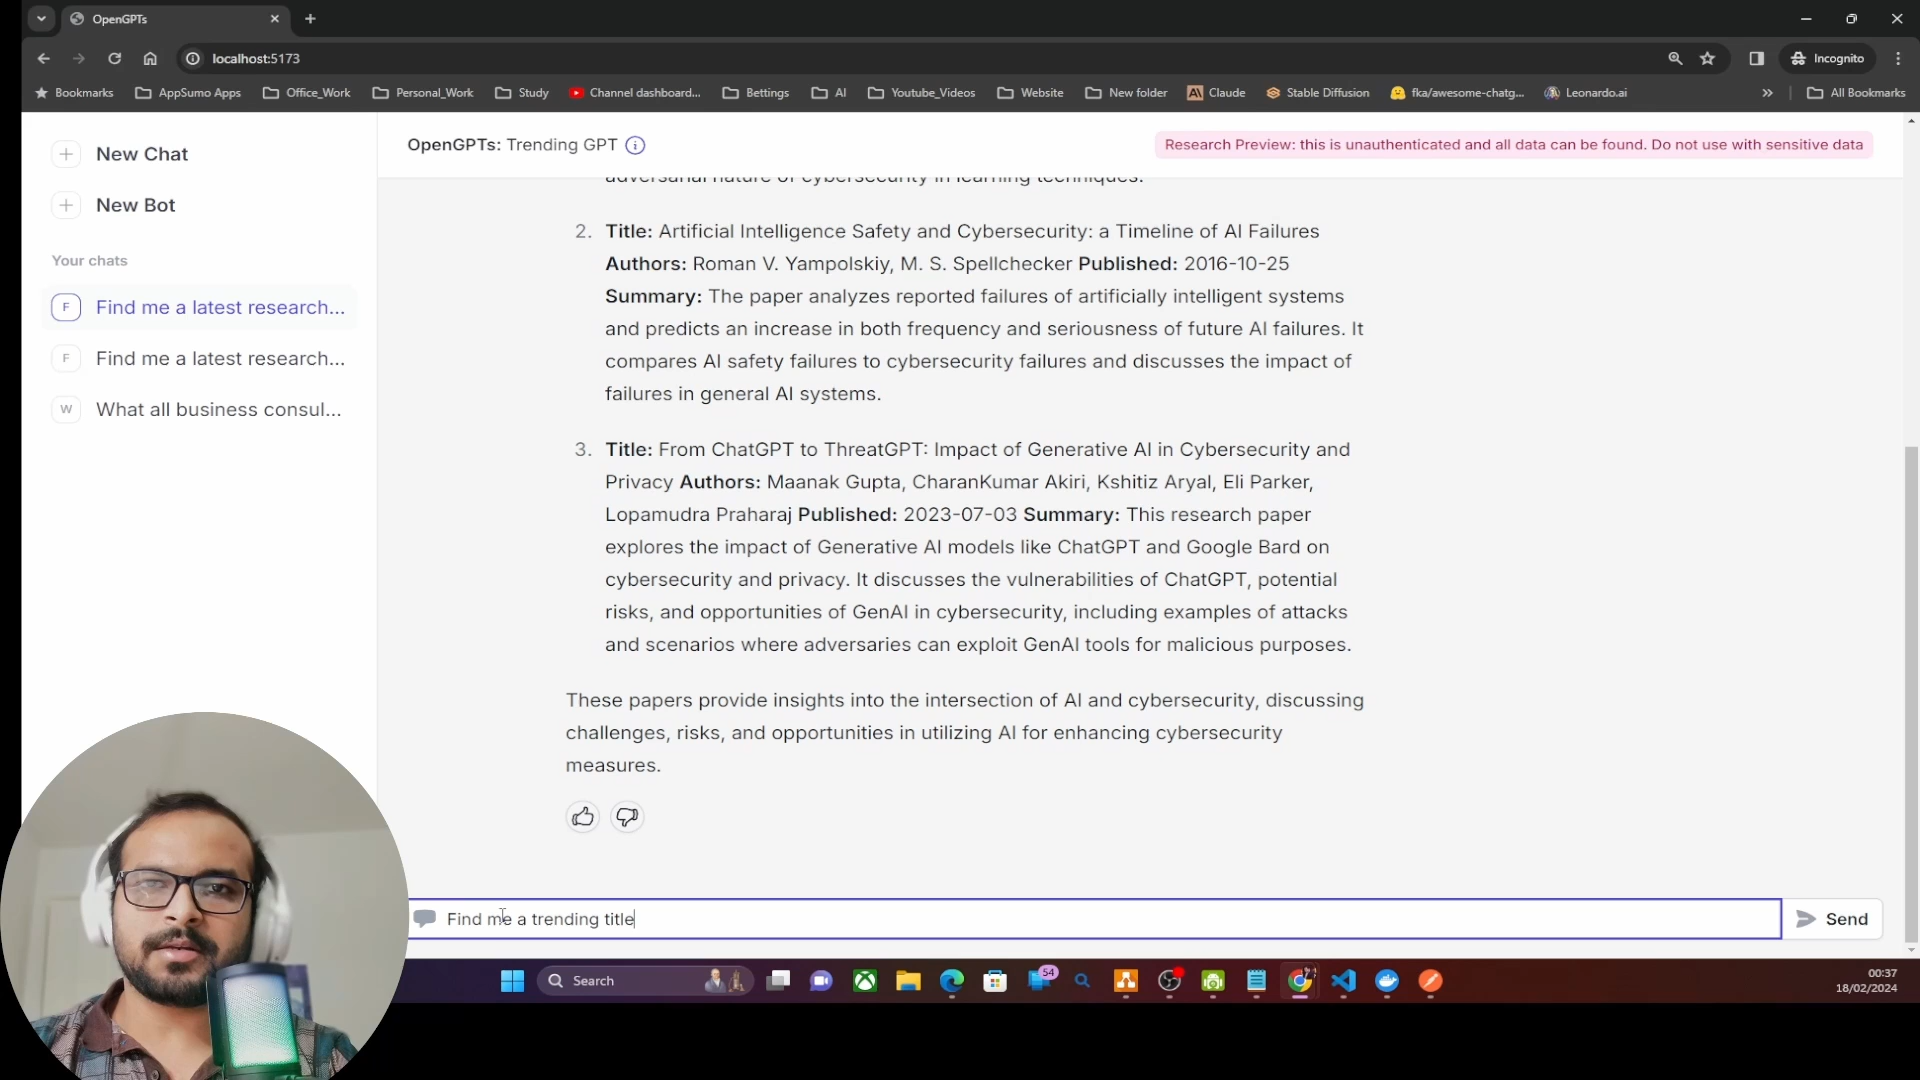 OpenGPTs
localhost:5173
Incognito
Bookmarks
AppSumo Apps
Office_Work
Personal_Work
Study
Channel dashboard...
Bettings
AI
Youtube_Videos
Website
New folder
Claude
Stable Diffusion
fka/awesome-chatg...
Leonardo.ai
»
All Bookmarks
New Chat
New Bot
Your chats
F Find me a latest research...
F Find me a latest research...
W What all business consul...
OpenGPTs: Trending GPT
Research Preview: this is unauthenticated and all data can be found. Do not use with sensitive data
adversarial nature of cybersecurity in learning techniques.
2. Title: Artificial Intelligence Safety and Cybersecurity: a Timeline of AI Failures
Authors: Roman V. Yampolskiy, M. S. Spellchecker Published: 2016-10-25
Summary: The paper analyzes reported failures of artificially intelligent systems
and predicts an increase in both frequency and seriousness of future AI failures. It
compares AI safety failures to cybersecurity failures and discusses the impact of
failures in general AI systems.
3. Title: From ChatGPT to ThreatGPT: Impact of Generative AI in Cybersecurity and
Privacy Authors: Maanak Gupta, CharanKumar Akiri, Kshitiz Aryal, Eli Parker,
Lopamudra Praharaj Published: 2023-07-03 Summary: This research paper
explores the impact of Generative AI models like ChatGPT and Google Bard on
cybersecurity and privacy. It discusses the vulnerabilities of ChatGPT, potential
risks, and opportunities of GenAI in cybersecurity, including examples of attacks
and scenarios where adversaries can exploit GenAI tools for malicious purposes.
These papers provide insights into the intersection of AI and cybersecurity, discussing
challenges, risks, and opportunities in utilizing AI for enhancing cybersecurity
measures.
Find me a trending title
Send
Search
54
00:37
18/02/2024